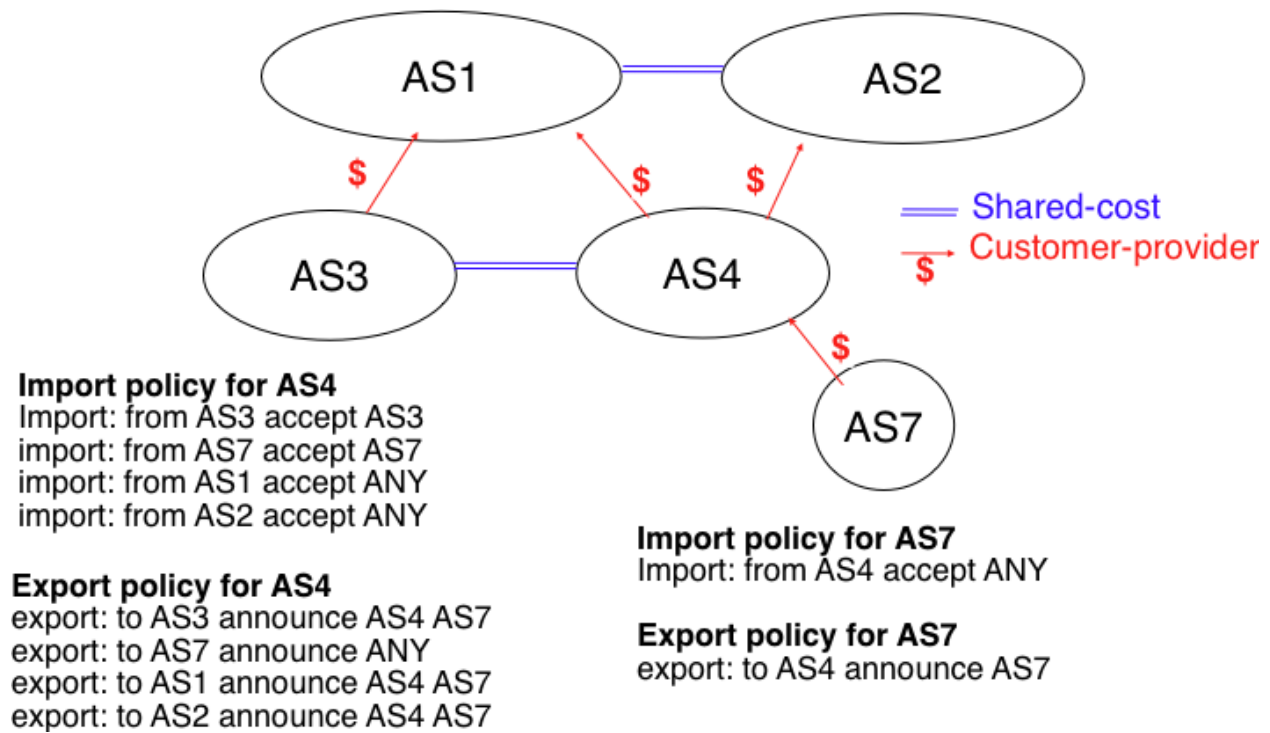 AS1
AS2
$
$
$
Shared-cost
Customer-provider
$
AS3
AS4
$
AS7
Import policy for AS4
Import: from AS3 accept AS3
import: from AS7 accept AS7
import: from AS1 accept ANY
import: from AS2 accept ANY
Export policy for AS4
export: to AS3 announce AS4 AS7
export: to AS7 announce ANY
export: to AS1 announce AS4 AS7
export: to AS2 announce AS4 AS7
Import policy for AS7
Import: from AS4 accept ANY
Export policy for AS7
export: to AS4 announce AS7